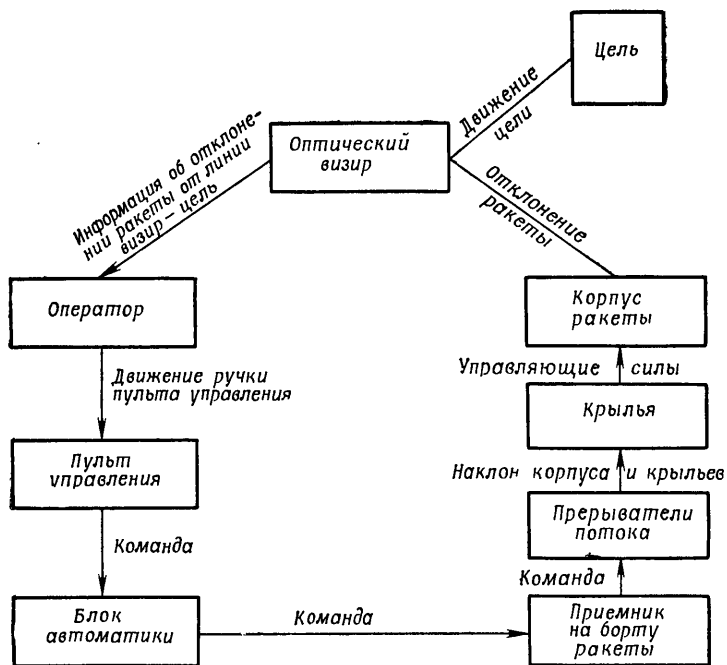 Цель
Движение
цели
Оптический
визир
Отклонение
ракеты
Информация об отклоне-
нии ракеты от линии
визир — цель
Оператор
Корпус
ракеты
Движение ручки
пульта управления
Управляющие силы
Крылья
Пульт
управления
Наклон корпуса и крыльев
Прерыватели
потока
Команда
Команда
Блок
автоматики
Команда
Приемник
на борту
ракеты